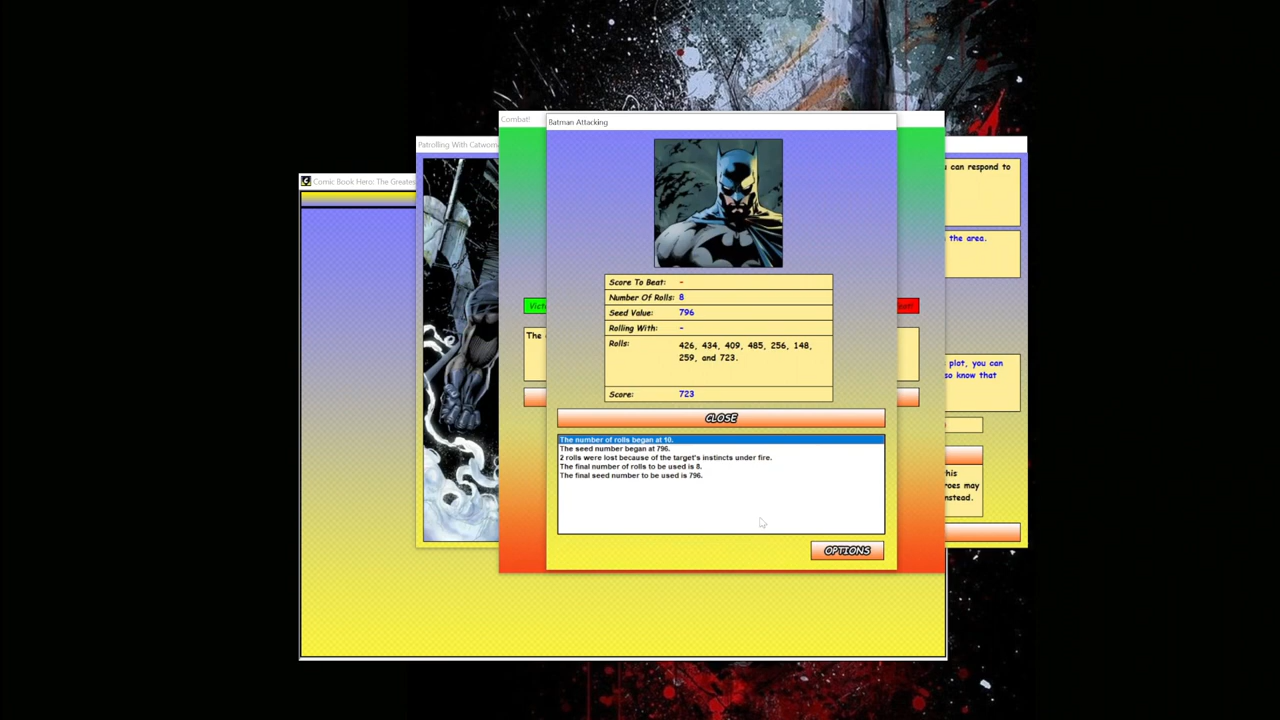 Combat!
Batman Attacking
Patrolling With Catwom
Comic Book Hero: The Greates
can respond to
the area.
Score To Beat: -
Number Of Rolls: 8
Seed Value: 796
Rolling With: -
Rolls: 426, 434, 409, 485, 256, 148,
259, and 723.
Score: 723
The
plot, you can
so know that
CLOSE
The number of rolls began at 10.
The seed number began at 796.
2 rolls were lost because of the target's instincts under fire.
The final number of rolls to be used is 8.
The final seed number to be used is 796.
his
roes may
nstead.
OPTIONS